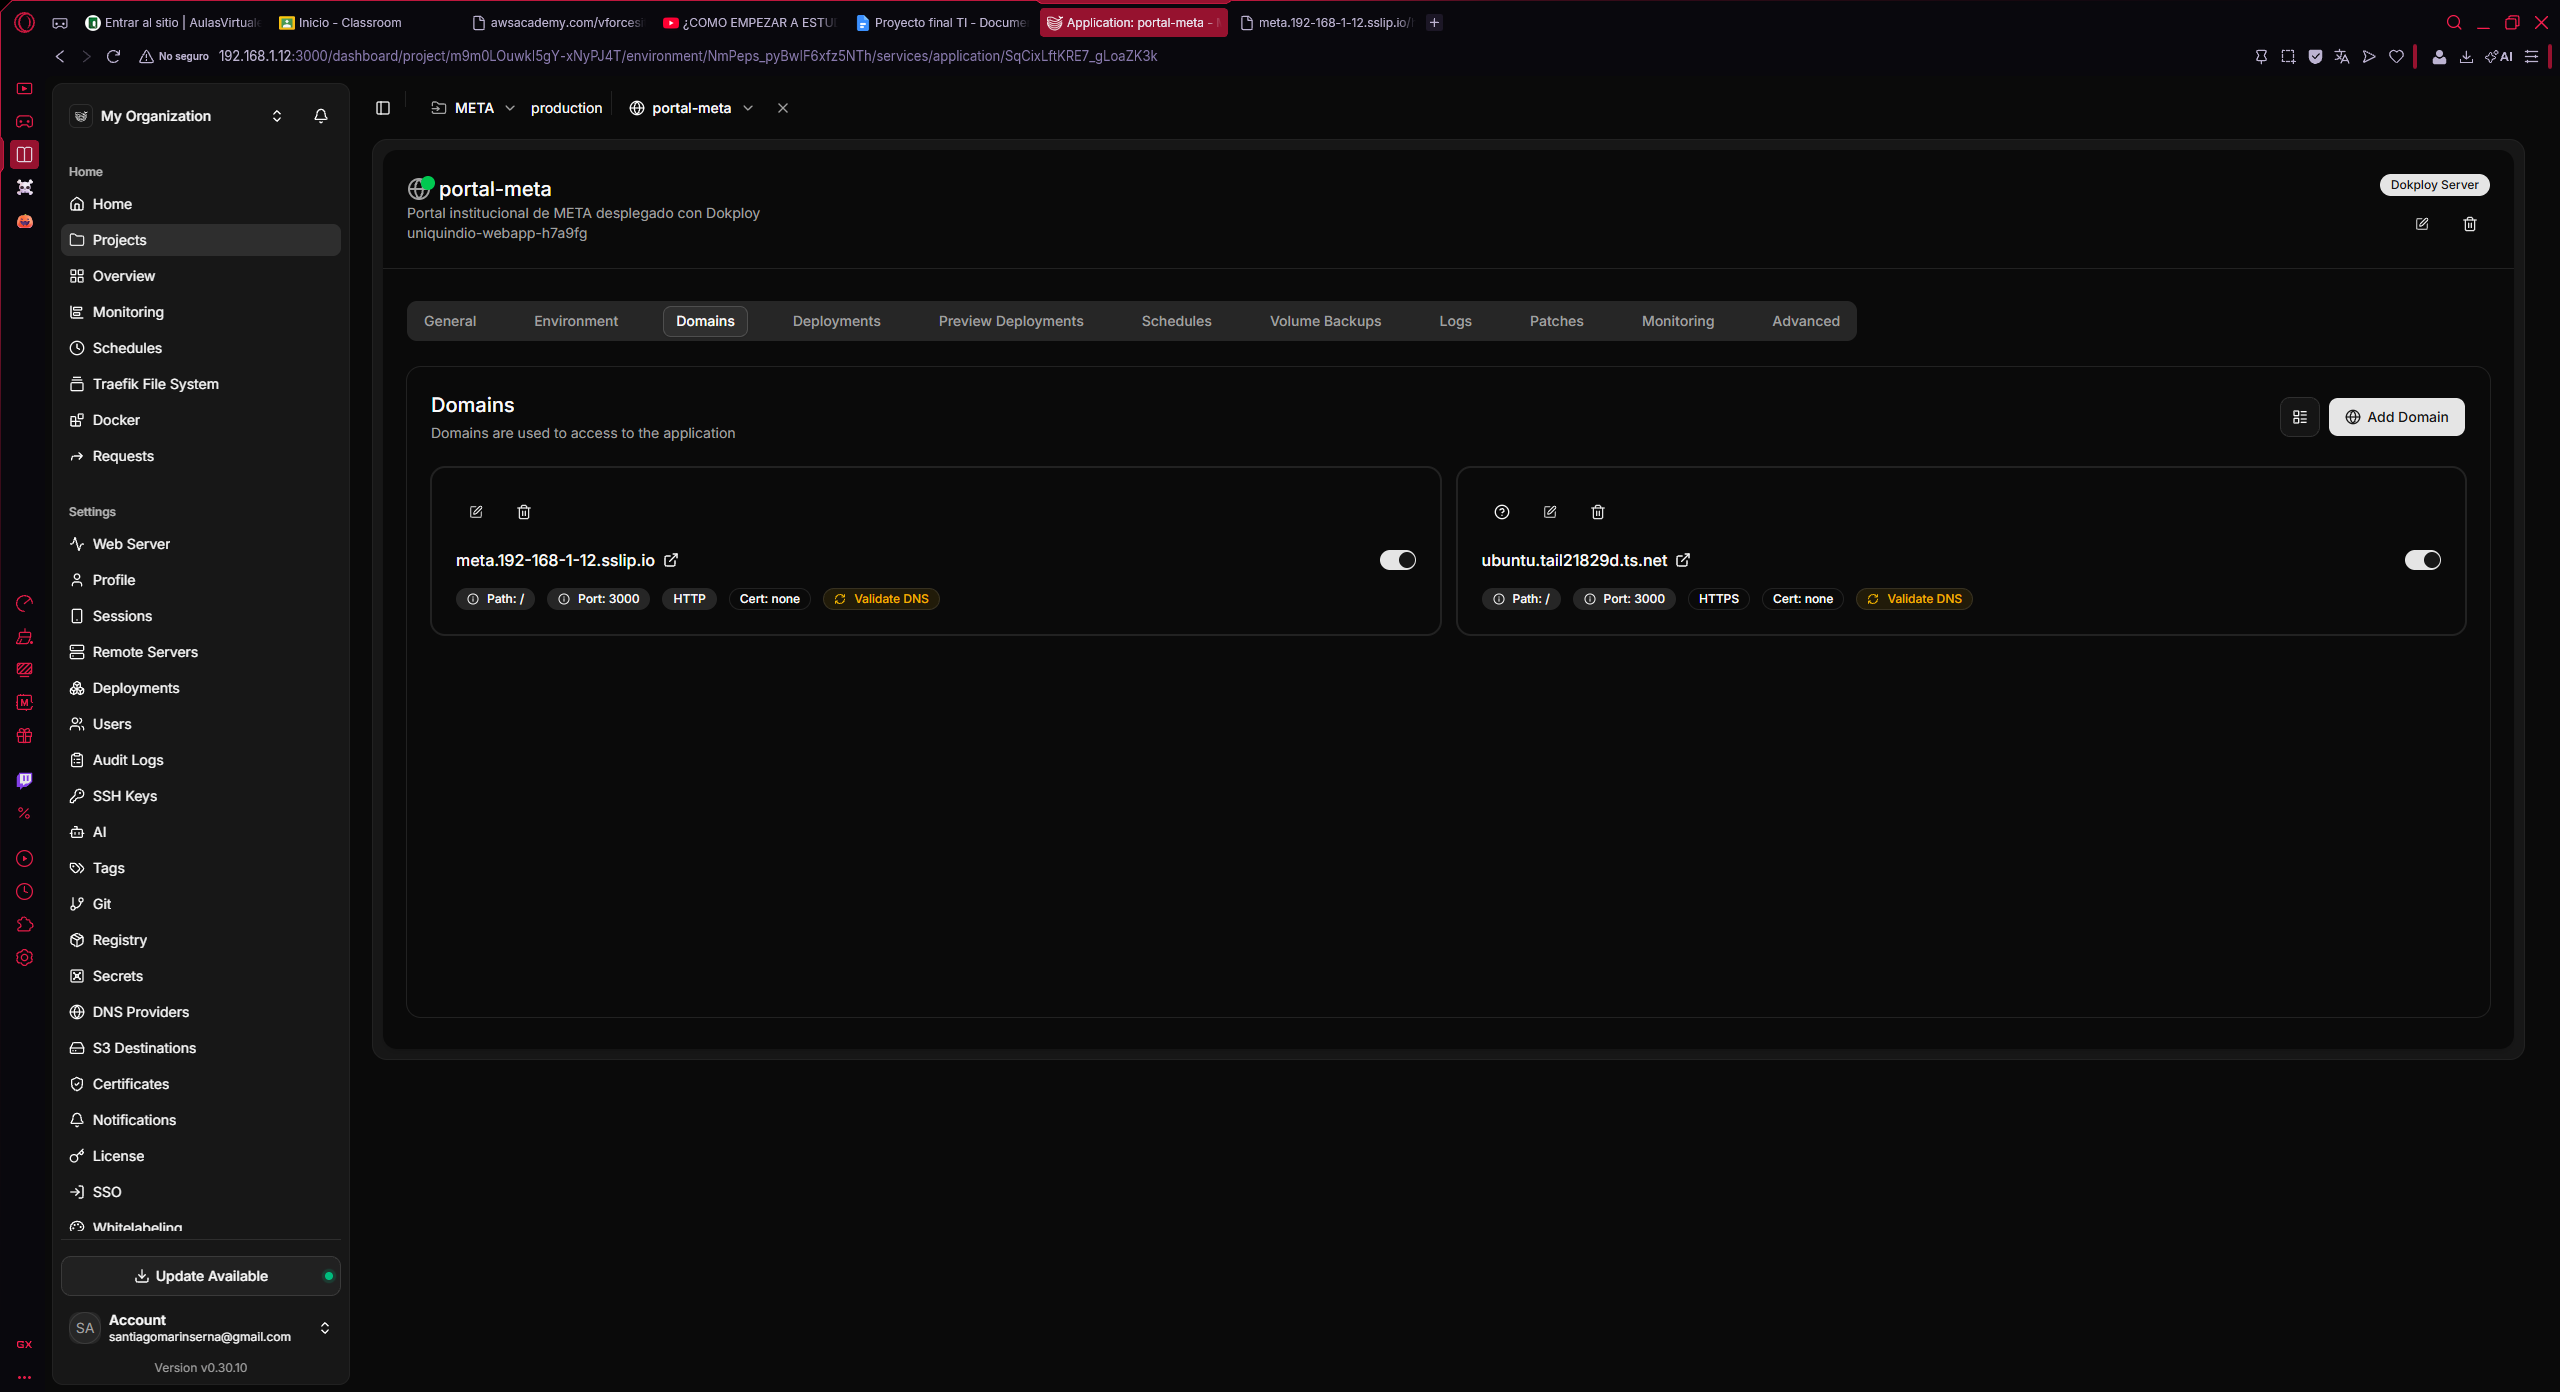 Entrar al sitio | AulasVirtuale
Inicio - Classroom
awsacademy.com/vforcesi
¿COMO EMPEZAR A ESTUI
Proyecto final TI - Docume
Application: portal-meta -
meta.192-168-1-12.sslip.io/
No seguro
192.168.1.12:3000/dashboard/project/m9m0LOuwkI5gY-xNyPJ4T/environment/NmPeps_pyBwIF6xfz5NTh/services/application/SqCixLftKRE7_gLoaZK3k
AI
My Organization
META
production
portal-meta
Home
Home
Projects
Overview
Monitoring
Schedules
Traefik File System
Docker
Requests
Settings
Web Server
Profile
Sessions
Remote Servers
Deployments
Users
Audit Logs
SSH Keys
AI
Tags
Git
Registry
Secrets
DNS Providers
S3 Destinations
Certificates
Notifications
License
SSO
Whitelabeling
Update Available
SA
Account
santiagomarinserna@gmail.com
Version v0.30.10
GX
portal-meta
Portal institucional de META desplegado con Dokploy
uniquindio-webapp-h7a9fg
Dokploy Server
General
Environment
Domains
Deployments
Preview Deployments
Schedules
Volume Backups
Logs
Patches
Monitoring
Advanced
Domains
Domains are used to access to the application
Add Domain
meta.192-168-1-12.sslip.io
Path: /
Port: 3000
HTTP
Cert: none
Validate DNS
ubuntu.tail21829d.ts.net
Path: /
Port: 3000
HTTPS
Cert: none
Validate DNS